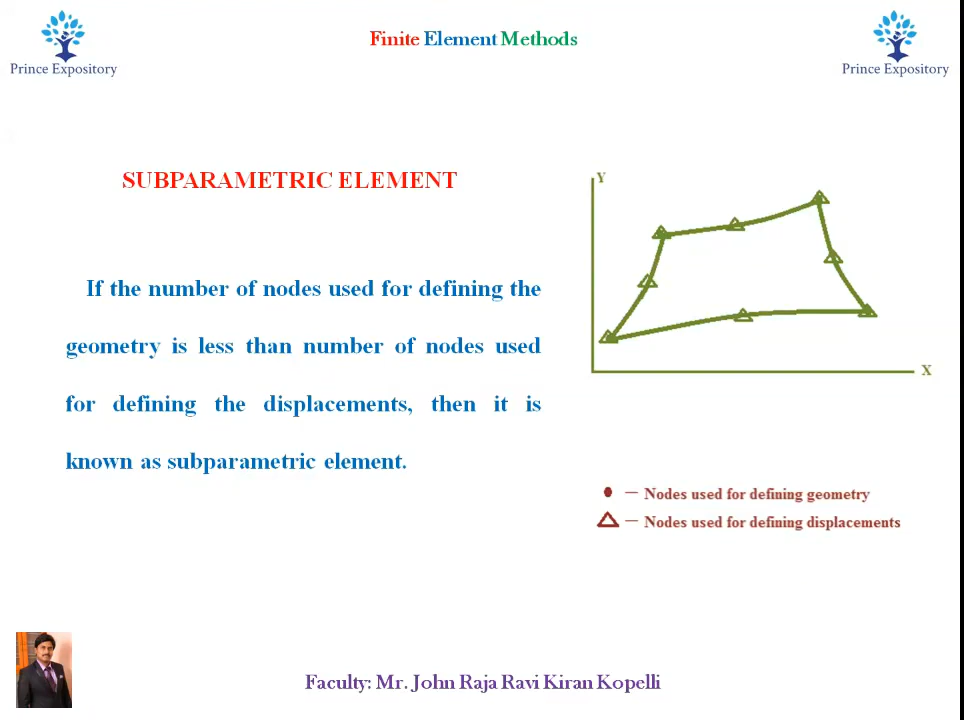 Finite Element Methods
Prince Expository
Prince Expository
SUBPARAMETRIC ELEMENT
If the number of nodes used for defining the
geometry is less than number of nodes used
for defining the displacements, then it is
known as subparametric element.
Y
X
– Nodes used for defining geometry
– Nodes used for defining displacements
Faculty: Mr. John Raja Ravi Kiran Kopelli